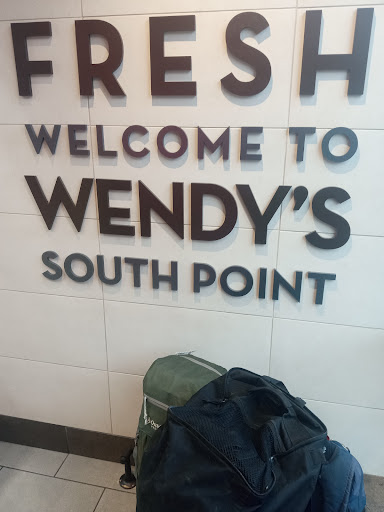 FRESH
WELCOME TO
WENDY'S
SOUTH POINT